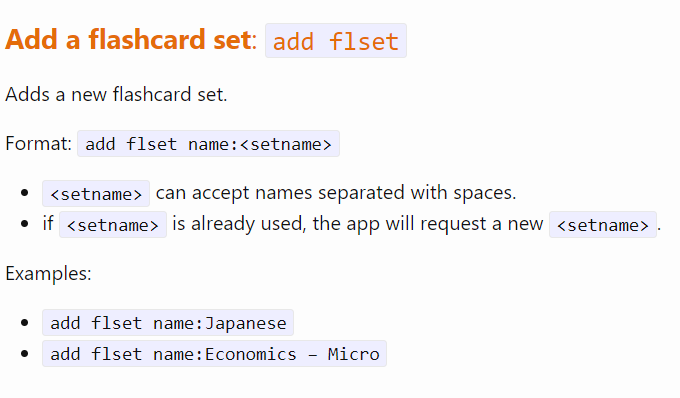 Add a flashcard set: add flset
Adds a new flashcard set.
Format: add flset name:<setname>
<setname> can accept names separated with spaces.
if <setname> is already used, the app will request a new <setname>.
Examples:
add flset name:Japanese
add flset name:Economics – Micro